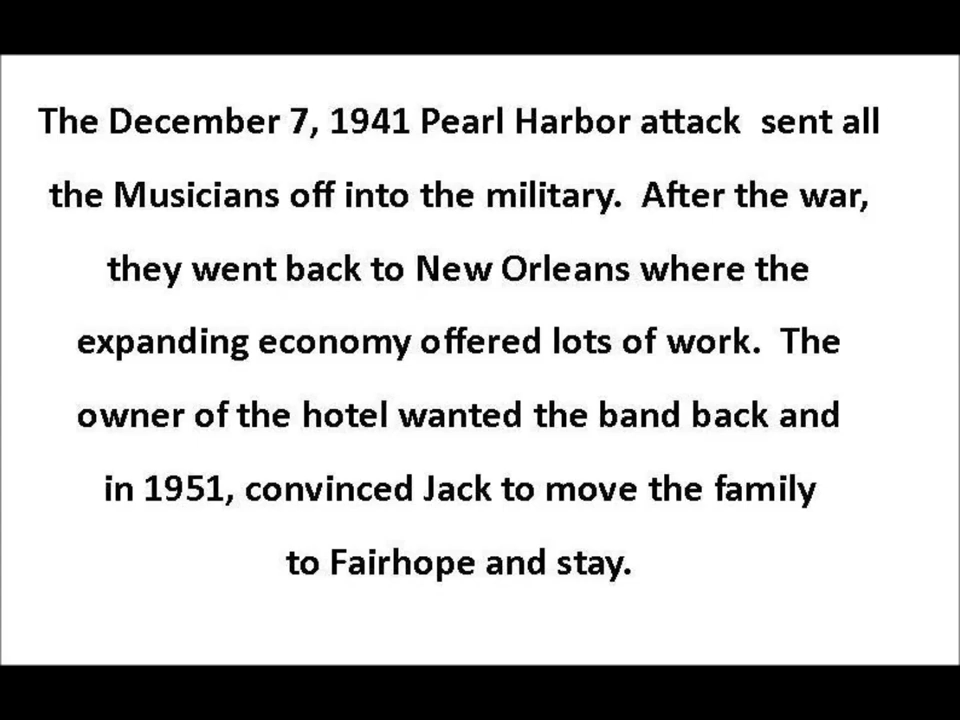 The December 7, 1941 Pearl Harbor attack  sent all
the Musicians off into the military.  After the war,
they went back to New Orleans where the
expanding economy offered lots of work.  The
owner of the hotel wanted the band back and
in 1951, convinced Jack to move the family
to Fairhope and stay.